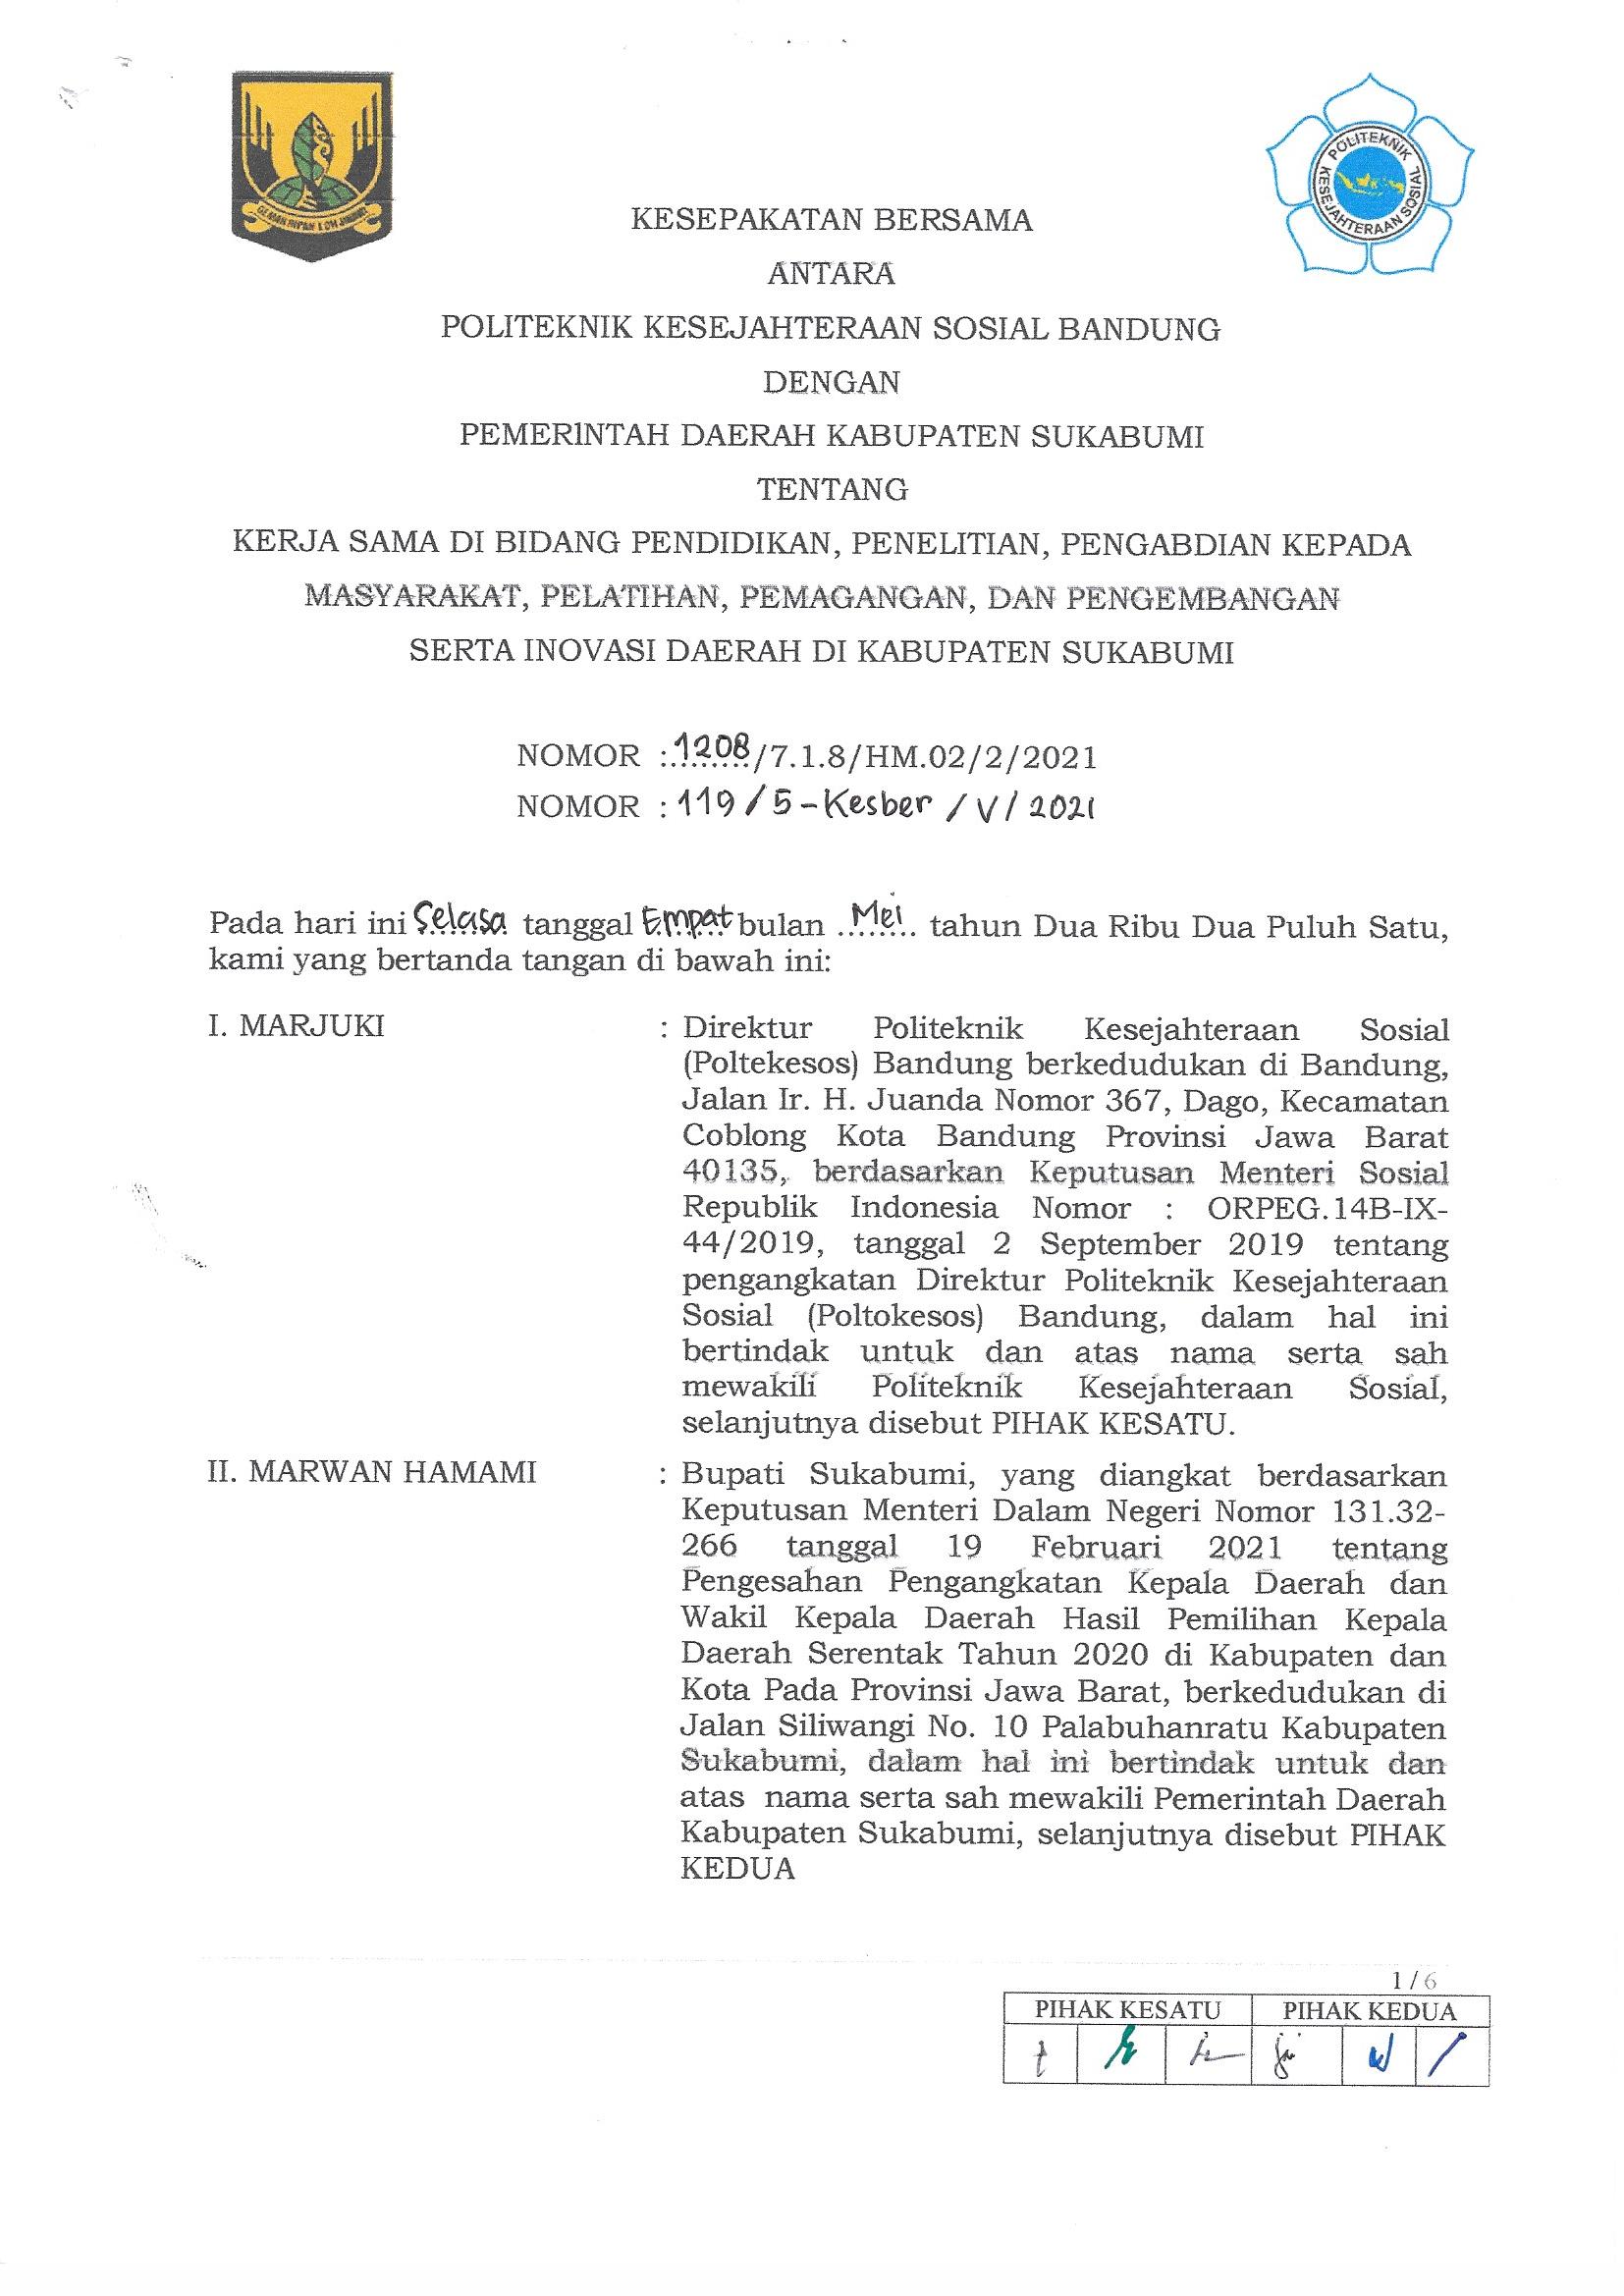 POLITEKNIK
KESEJAHTERAAN SOSIAL
KESEPAKATAN BERSAMA
ANTARA
POLITEKNIK KESEJAHTERAAN SOSIAL BANDUNG
DENGAN
PEMERINTAH DAERAH KABUPATEN SUKABUMI
TENTANG
KERJA SAMA DI BIDANG PENDIDIKAN, PENELITIAN, PENGABDIAN KEPADA
MASYARAKAT, PELATIHAN, PEMAGANGAN, DAN PENGEMBANGAN
SERTA INOVASI DAERAH DI KABUPATEN SUKABUMI
NOMOR :1208/7.1.8/HM.02/2/2021
NOMOR : 119/5-Kesber/V/2021
Pada hari ini Selasa tanggal Empat bulan Mei tahun Dua Ribu Dua Puluh Satu,
kami yang bertanda tangan di bawah ini:
I. MARJUKI : Direktur Politeknik Kesejahteraan Sosial
(Poltekesos) Bandung berkedudukan di Bandung,
Jalan Ir. H. Juanda Nomor 367, Dago, Kecamatan
Coblong Kota Bandung Provinsi Jawa Barat
40135, berdasarkan Keputusan Menteri Sosial
Republik Indonesia Nomor : ORPEG.14B-IX-
44/2019, tanggal 2 September 2019 tentang
pengangkatan Direktur Politeknik Kesejahteraan
Sosial (Poltokesos) Bandung, dalam hal ini
bertindak untuk dan atas nama serta sah
mewakili Politeknik Kesejahteraan Sosial,
selanjutnya disebut PIHAK KESATU.
II. MARWAN HAMAMI : Bupati Sukabumi, yang diangkat berdasarkan
Keputusan Menteri Dalam Negeri Nomor 131.32-
266 tanggal 19 Februari 2021 tentang
Pengesahan Pengangkatan Kepala Daerah dan
Wakil Kepala Daerah Hasil Pemilihan Kepala
Daerah Serentak Tahun 2020 di Kabupaten dan
Kota Pada Provinsi Jawa Barat, berkedudukan di
Jalan Siliwangi No. 10 Palabuhanratu Kabupaten
Sukabumi, dalam hal ini bertindak untuk dan
atas nama serta sah mewakili Pemerintah Daerah
Kabupaten Sukabumi, selanjutnya disebut PIHAK
KEDUA
1 / 6
PIHAK KESATU PIHAK KEDUA